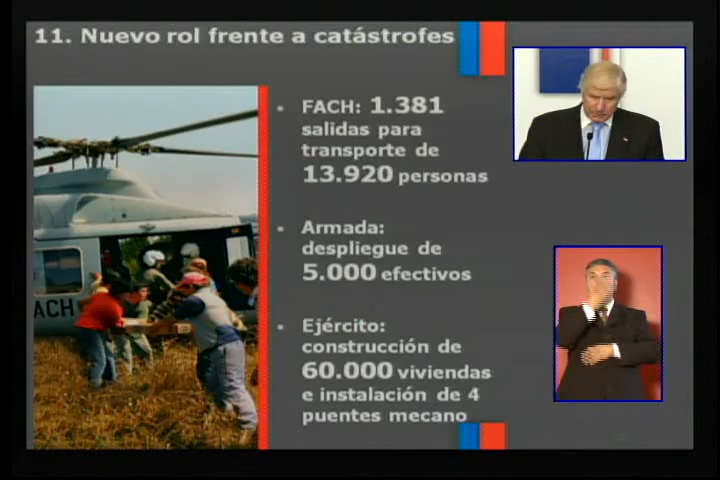 11. Nuevo rol frente a catástrofes
FACH: 1.381
salidas para
transporte de
13.920 personas
Armada:
despliegue de
5.000 efectivos
Ejército:
construcción de
60.000 viviendas
e instalación de 4
puentes mecano
ACH